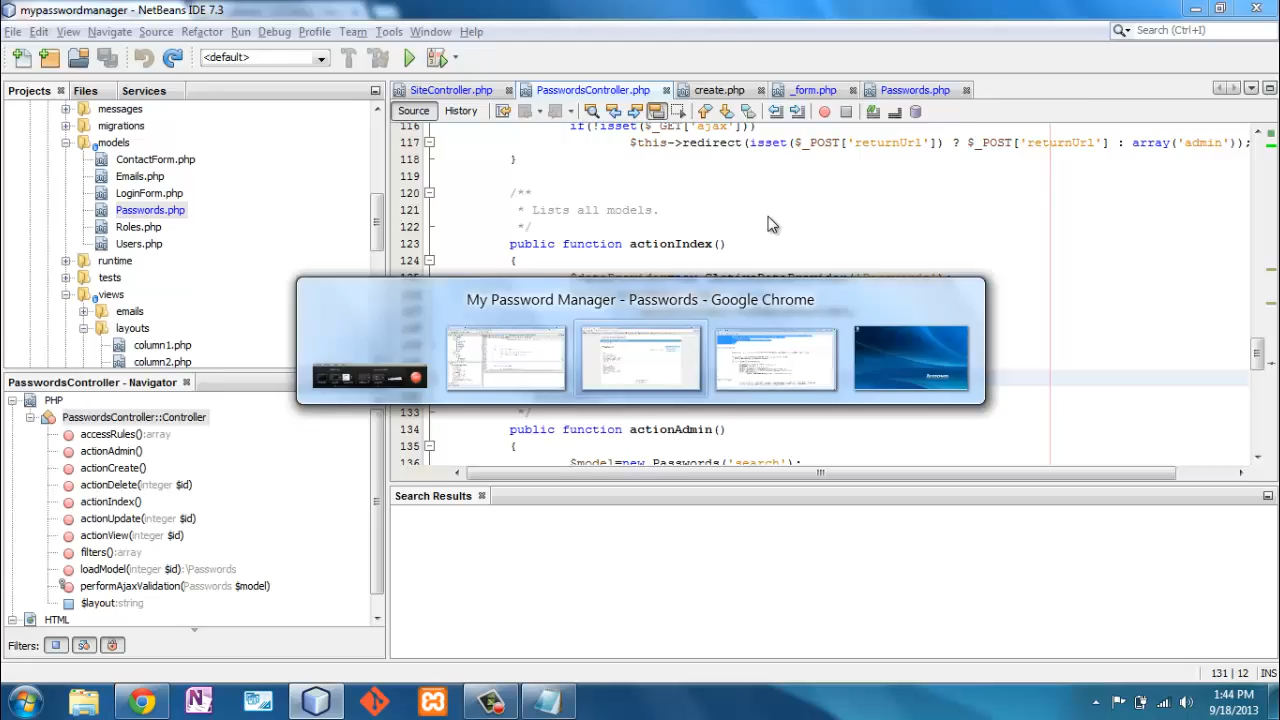 mypasswordmanager - NetBeans IDE 7.3
File Edit View Navigate Source Refactor Run Debug Profile Team Tools Window Help
Search (Ctrl+I)
<default>
Projects Files Services
SiteController.php PasswordsController.php create.php _form.php Passwords.php
Source History
messages
migrations
models
ContactForm.php
Emails.php
LoginForm.php
Passwords.php
Roles.php
Users.php
runtime
tests
views
emails
layouts
column1.php
column2.php
116 if(!isset($_GET['ajax']))
117 $this->redirect(isset($_POST['returnUrl']) ? $_POST['returnUrl'] : array('admin'));
118 }
119
120 /**
121 * Lists all models.
122 */
123 public function actionIndex()
124 {
My Password Manager - Passwords - Google Chrome
lenovo
133 */
134 public function actionAdmin()
135 {
136 $model=new Passwords('search');
PasswordsController - Navigator
PHP
PasswordsController::Controller
accessRules():array
actionAdmin()
actionCreate()
actionDelete(integer $id)
actionIndex()
actionUpdate(integer $id)
actionView(integer $id)
filters():array
loadModel(integer $id):\Passwords
performAjaxValidation(Passwords $model)
$layout:string
HTML
Filters:
Search Results
131 | 12 INS
1:44 PM
9/18/2013